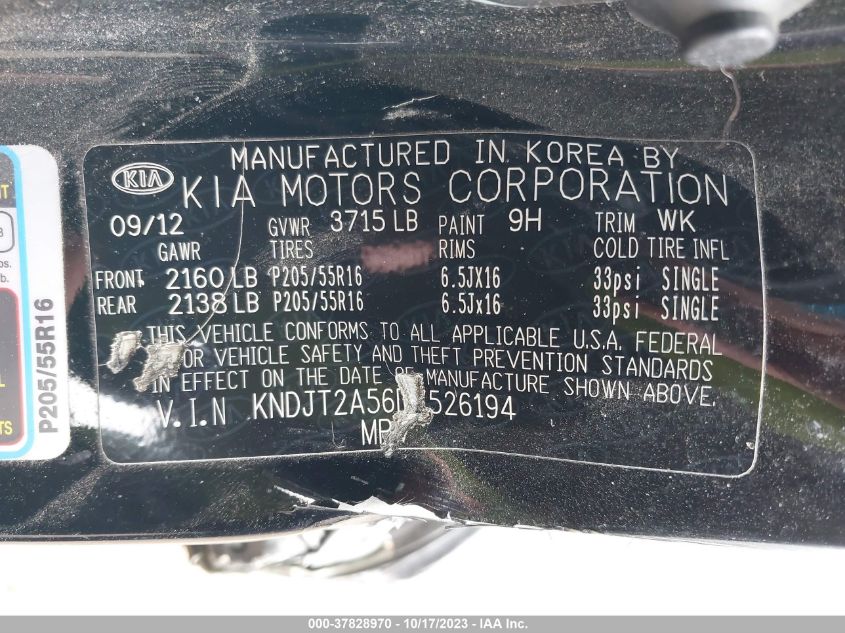 MANUFACTURED IN KOREA BY
KIA KIA MOTORS CORPORATION
09/12 GVWR 3715 LB PAINT 9H TRIM WK
GAWR TIRES RIMS COLD TIRE INFL
FRONT 2160 LB P205/55R16 6.5JX16 33psi SINGLE
REAR 2138 LB P205/55R16 6.5Jx16 33psi SINGLE
THIS VEHICLE CONFORMS TO ALL APPLICABLE U.S.A. FEDERAL
VEHICLE SAFETY AND THEFT PREVENTION STANDARDS
IN EFFECT ON THE DATE OF MANUFACTURE SHOWN ABOVE.
V.I.N
P205/55R16
000-37828970 - 10/17/2023 - IAA Inc.